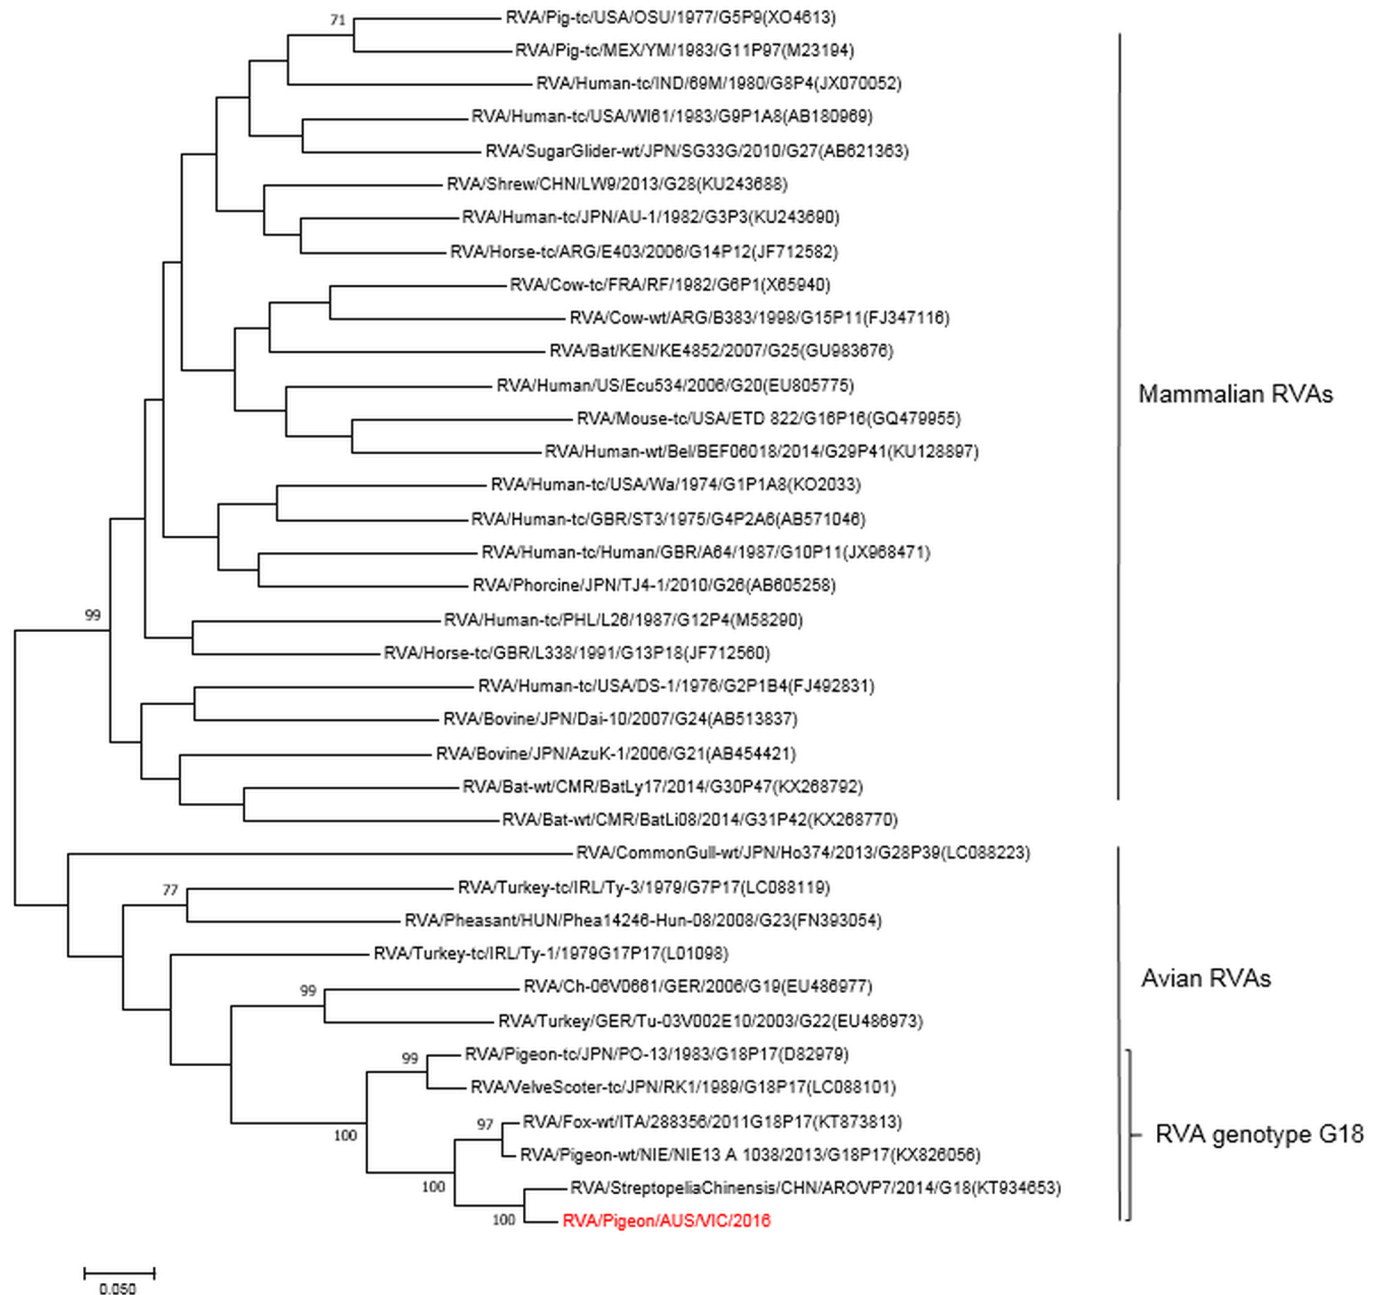 71
RVA/Pig-tc/USA/OSU/1977/G5P9(XO4613)
RVA/Pig-tc/MEX/YM/1983/G11P97(M23194)
RVA/Human-tc/IND/69M/1980/G8P4(JX070052)
RVA/Human-tc/USA/WI61/1983/G9P1A8(AB180969)
RVA/SugarGlider-wt/JPN/SG33G/2010/G27(AB621363)
RVA/Shrew/CHN/LW9/2013/G28(KU243688)
RVA/Human-tc/JPN/AU-1/1982/G3P3(KU243690)
RVA/Horse-tc/ARG/E403/2006/G14P12(JF712582)
RVA/Cow-tc/FRA/RF/1982/G6P1(X65940)
RVA/Cow-wt/ARG/B383/1998/G15P11(FJ347116)
RVA/Bat/KEN/KE4852/2007/G25(GU983676)
RVA/Human/US/Ecu534/2006/G20(EU805775)
Mammalian RVAs
RVA/Mouse-tc/USA/ETD 822/G16P16(GQ479955)
RVA/Human-wt/Bel/BEF06018/2014/G29P41(KU128897)
RVA/Human-tc/USA/Wa/1974/G1P1A8(KO2033)
RVA/Human-tc/GBR/ST3/1975/G4P2A6(AB571046)
RVA/Human-tc/Human/GBR/A64/1987/G10P11(JX968471)
RVA/Phorcine/JPN/TJ4-1/2010/G26(AB605258)
99
RVA/Human-tc/PHL/L26/1987/G12P4(M58290)
RVA/Horse-tc/GBR/L338/1991/G13P18(JF712560)
RVA/Human-tc/USA/DS-1/1976/G2P1B4(FJ492831)
RVA/Bovine/JPN/Dai-10/2007/G24(AB513837)
RVA/Bovine/JPN/AzuK-1/2006/G21(AB454421)
RVA/Bat-wt/CMR/BatLy17/2014/G30P47(KX268792)
RVA/Bat-wt/CMR/BatLi08/2014/G31P42(KX268770)
RVA/CommonGull-wt/JPN/Ho374/2013/G28P39(LC088223)
77
RVA/Turkey-tc/IRL/Ty-3/1979/G7P17(LC088119)
RVA/Pheasant/HUN/Phea14246-Hun-08/2008/G23(FN393054)
RVA/Turkey-tc/IRL/Ty-1/1979G17P17(L01098)
Avian RVAs
99
RVA/Ch-06V0661/GER/2006/G19(EU486977)
RVA/Turkey/GER/Tu-03V002E10/2003/G22(EU486973)
99
RVA/Pigeon-tc/JPN/PO-13/1983/G18P17(D82979)
RVA/VelveScoter-tc/JPN/RK1/1989/G18P17(LC088101)
97
RVA/Fox-wt/ITA/288356/2011G18P17(KT873813)
100
RVA genotype G18
RVA/Pigeon-wt/NIE/NIE13 A 1038/2013/G18P17(KX826056)
100
RVA/StreptopeliaChinensis/CHN/AROVP7/2014/G18(KT934653)
100
RVA/Pigeon/AUS/VIC/2016
0.050